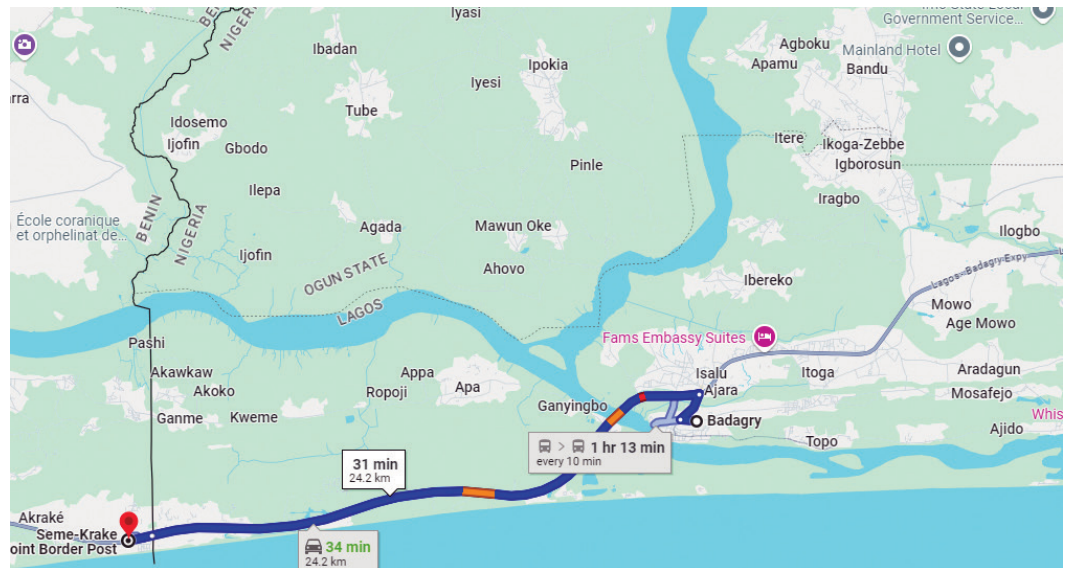 Iyasi
Government Service...
NIGERIA
Ibadan
Agboku
Mainland Hotel
Ipokia
Apamu
Bandu
Iyesi
Tube
Idosemo
Ijofin
Gbodo
Itere
Ikoga-Zebbe
Igborosun
Pinle
Ilepa
Iragbo
École coranique
et orphelinat de...
BENIN
NIGERIA
Agada
Mawun Oke
Ilogbo
Ijofin
OGUN STATE
Ahovo
Ibereko
Lagos- Badagry Expy
LAGOS
Mowo
Age Mowo
Pashi
Fams Embassy Suites
Akawkaw
Appa
Isalu
Itoga
Aradagun
Akoko
Ropoji
Apa
Ajara
Mosafejo
Ganme
Kweme
Ganyingbo
Badagry
Whis
Ajido
Topo
> 1 hr 13 min
every 10 min
31 min
24.2 km
Akraké
Seme-Krake
oint Border Post
34 min
24.2 km